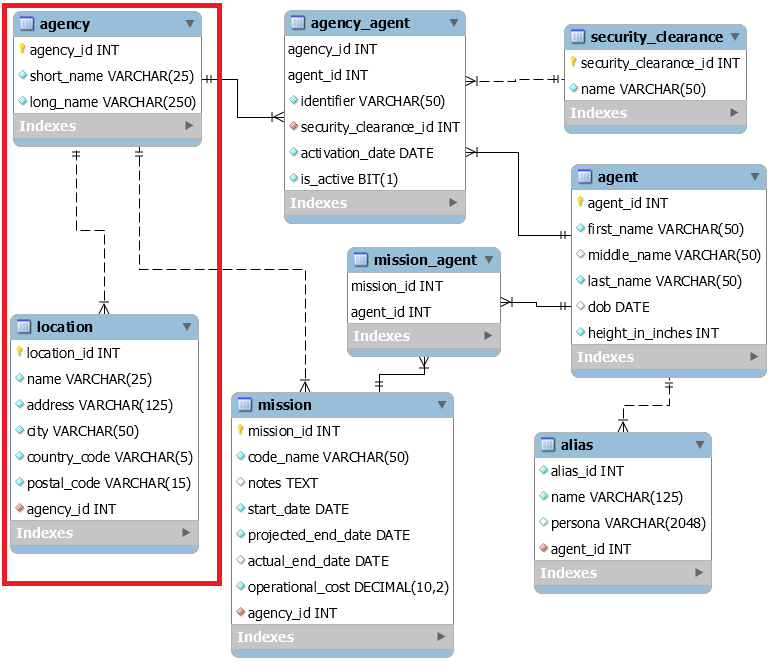 agency
agency_id INT
short_name VARCHAR(25)
long_name VARCHAR(250)
Indexes
agency_agent
agency_id INT
agent_id INT
identifier VARCHAR(50)
security_clearance_id INT
activation_date DATE
is_active BIT(1)
Indexes
security_clearance
security_clearance_id INT
name VARCHAR(50)
Indexes
agent
agent_id INT
first_name VARCHAR(50)
middle_name VARCHAR(50)
last_name VARCHAR(50)
dob DATE
height_in_inches INT
Indexes
mission_agent
mission_id INT
agent_id INT
Indexes
location
location_id INT
name VARCHAR(25)
address VARCHAR(125)
city VARCHAR(50)
country_code VARCHAR(5)
postal_code VARCHAR(15)
agency_id INT
Indexes
mission
mission_id INT
code_name VARCHAR(50)
notes TEXT
start_date DATE
projected_end_date DATE
actual_end_date DATE
operational_cost DECIMAL(10,2)
agency_id INT
Indexes
alias
alias_id INT
name VARCHAR(125)
persona VARCHAR(2048)
agent_id INT
Indexes